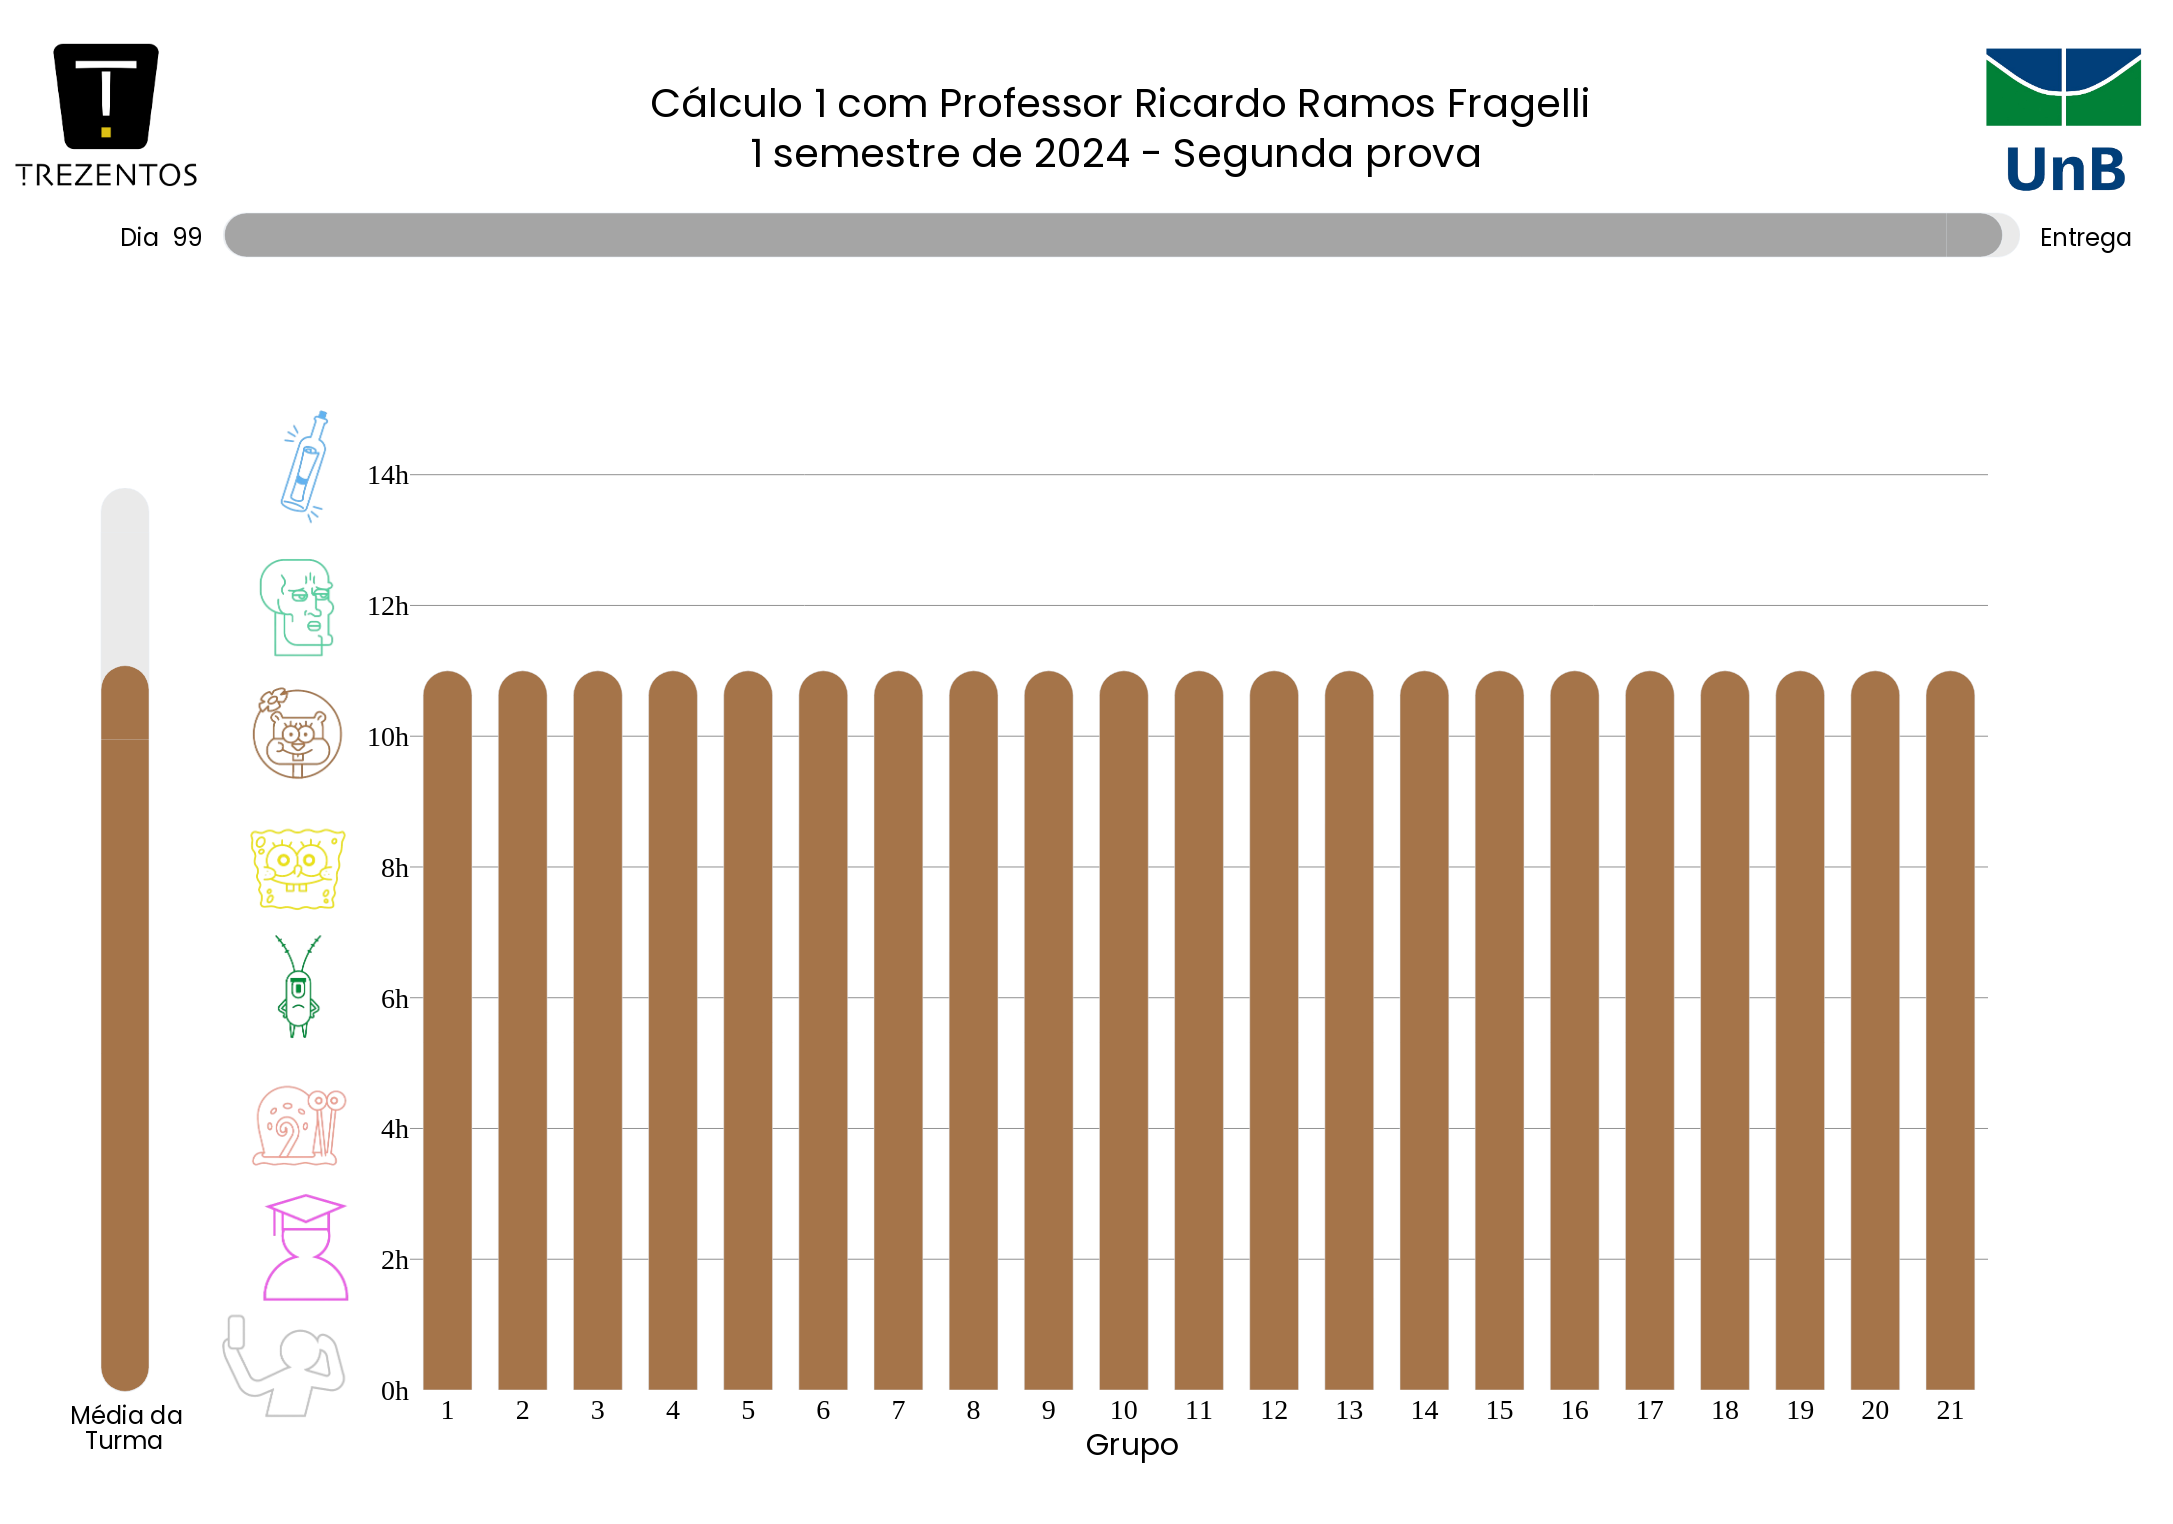 TREZENTOS
Cálculo 1 com Professor Ricardo Ramos Fragelli
1 semestre de 2024 - Segunda prova
UnB
Dia 99
Entrega
14h
12h
10h
8h
6h
4h
2h
0h
1 2 3 4 5 6 7 8 9 10 11 12 13 14 15 16 17 18 19 20 21
Grupo
Média da
Turma